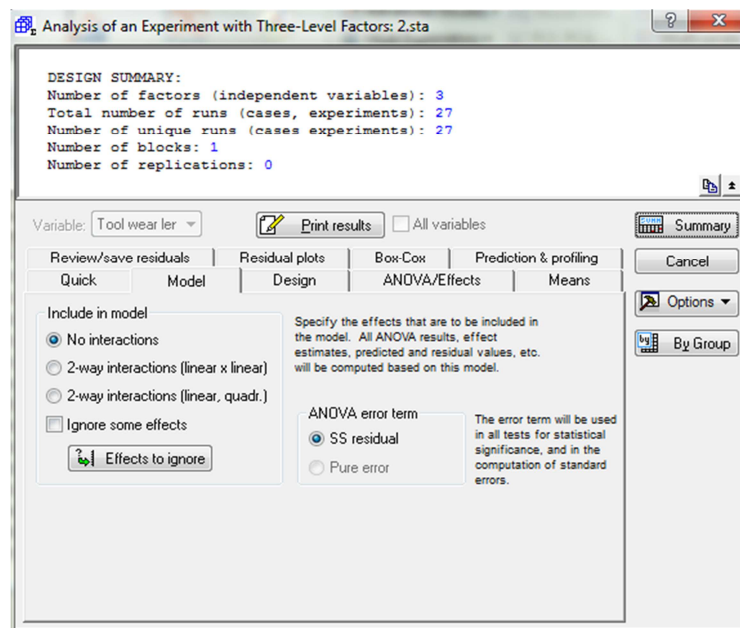 Analysis of an Experiment with Three-Level Factors: 2.sta
DESIGN SUMMARY:
Number of factors (independent variables): 3
Total number of runs (cases, experiments): 27
Number of unique runs (cases experiments): 27
Number of blocks: 1
Number of replications: 0
Variable: Tool wear ler Print results All variables
Summary
Cancel
Options
By Group
Review/save residuals Residual plots Box-Cox Prediction & profiling
Quick Model Design ANOVA/Effects Means
Include in model
No interactions
2-way interactions (linear x linear)
2-way interactions (linear, quadr.)
Ignore some effects
Effects to ignore
Specify the effects that are to be included in
the model. All ANOVA results, effect
estimates, predicted and residual values, etc.
will be computed based on this model.
ANOVA error term
SS residual
Pure error
The error term will be used
in all tests for statistical
significance, and in the
computation of standard
errors.